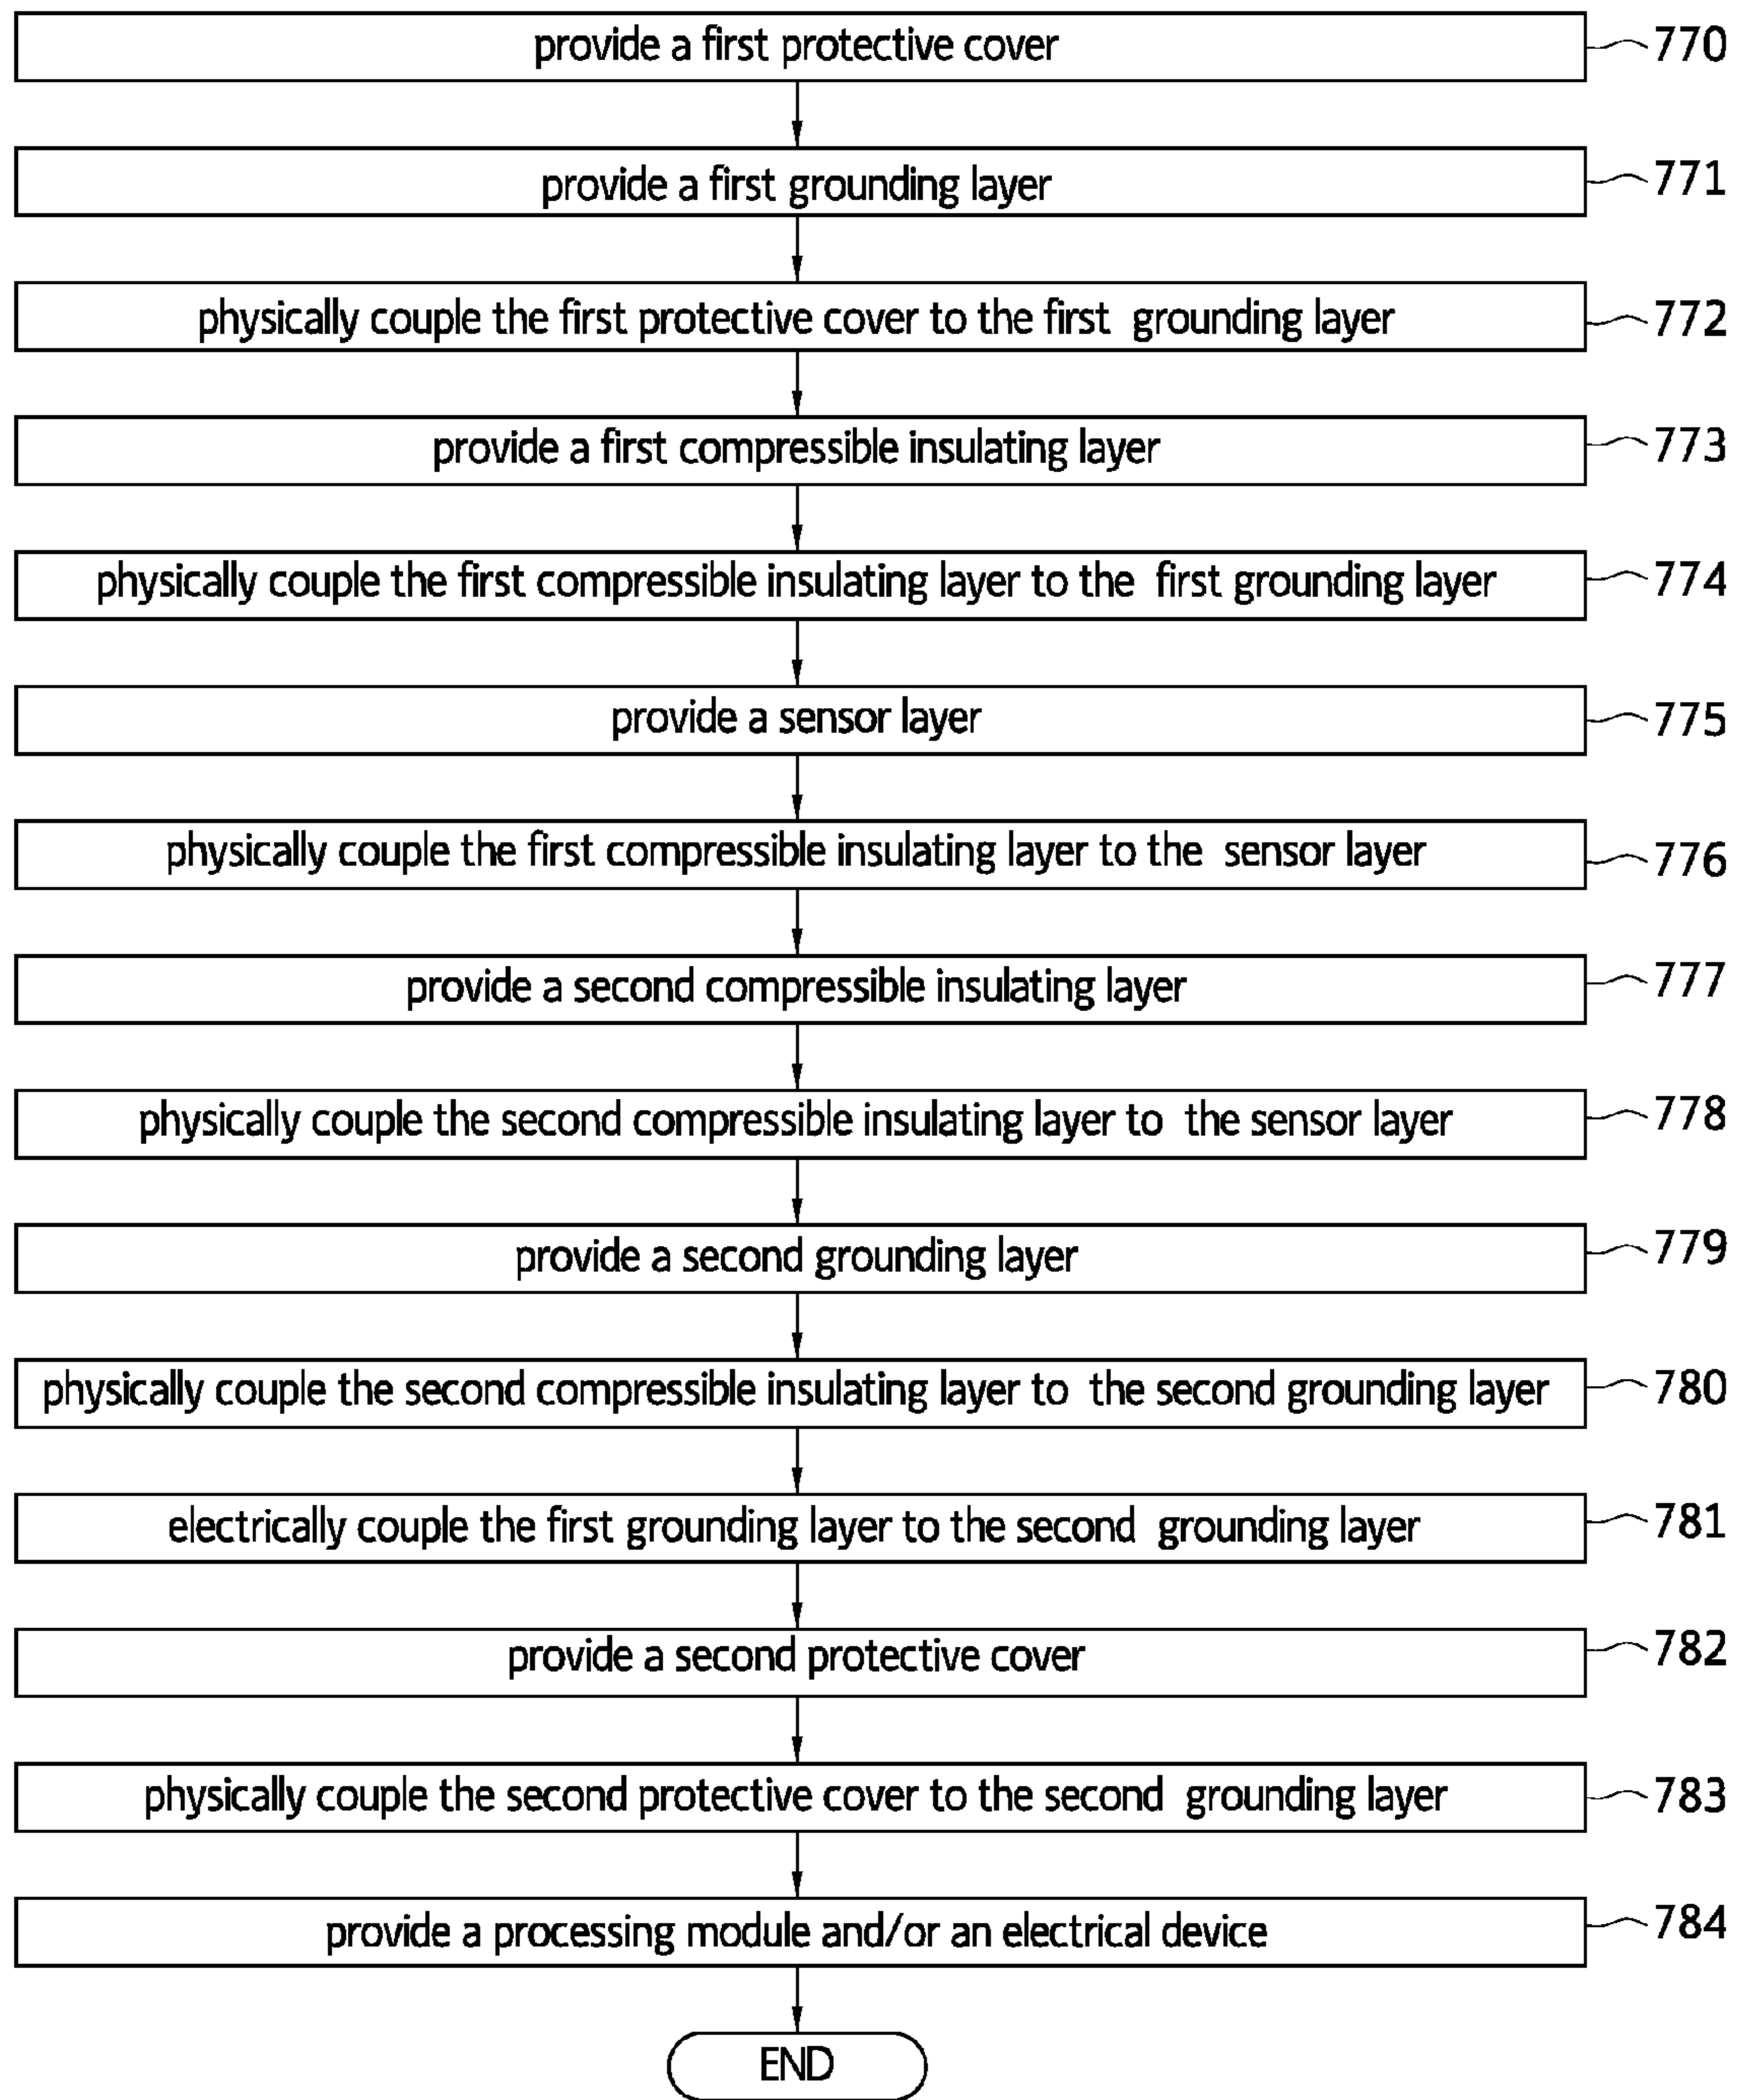 provide a first protective cover 770
provide a first grounding layer 771
physically couple the first protective cover to the first grounding layer 772
provide a first compressible insulating layer 773
physically couple the first compressible insulating layer to the first grounding layer 774
provide a sensor layer 775
physically couple the first compressible insulating layer to the sensor layer 776
provide a second compressible insulating layer 777
physically couple the second compressible insulating layer to the sensor layer 778
provide a second grounding layer 779
physically couple the second compressible insulating layer to the second grounding layer 780
electrically couple the first grounding layer to the second grounding layer 781
provide a second protective cover 782
physically couple the second protective cover to the second grounding layer 783
provide a processing module and/or an electrical device 784
END